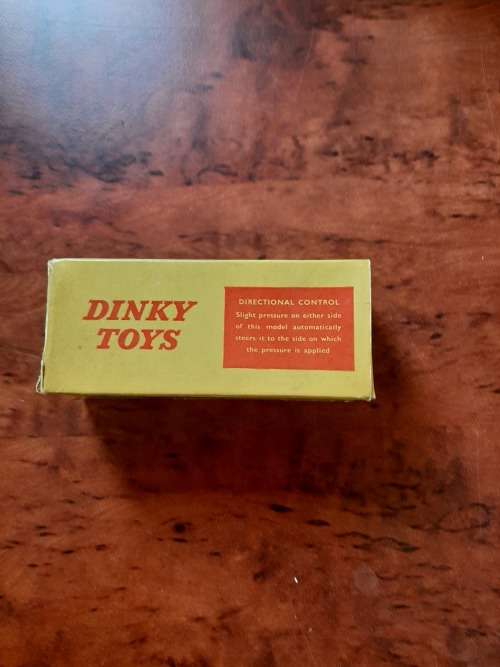 DINKY
TOYS
DIRECTIONAL CONTROL
Slight pressure on either side
of this model automatically
steers it to the side on which
the pressure is applied